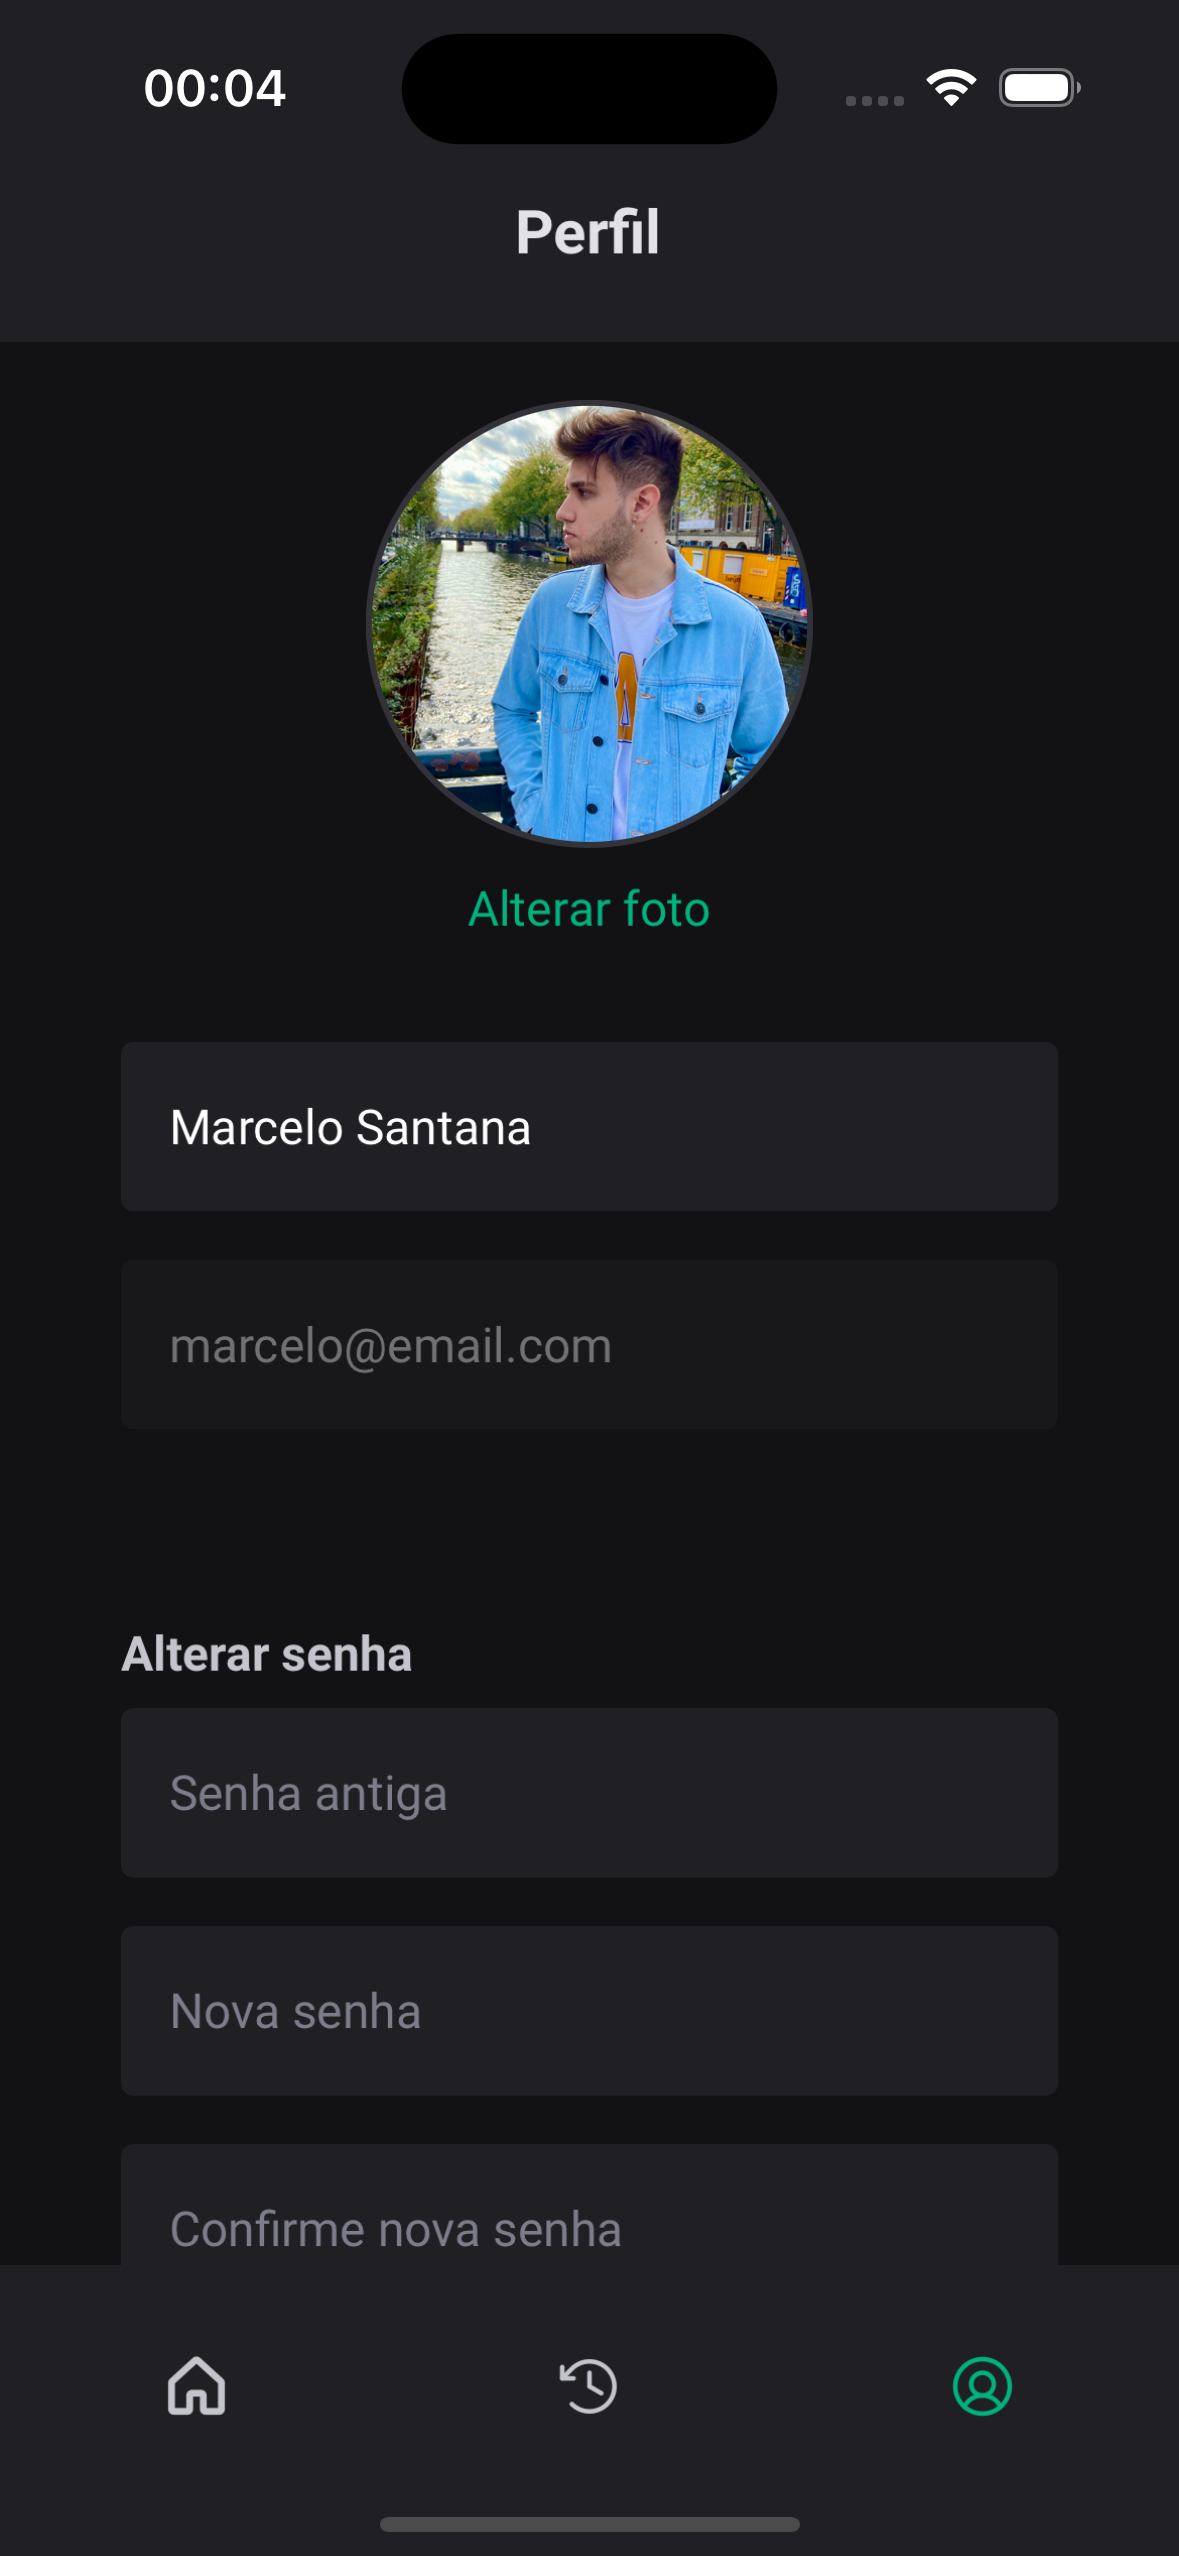 00:04
Perfil
A
Alterar foto
Marcelo Santana
marcelo@email.com
Alterar senha
Senha antiga
Nova senha
Confirme nova senha